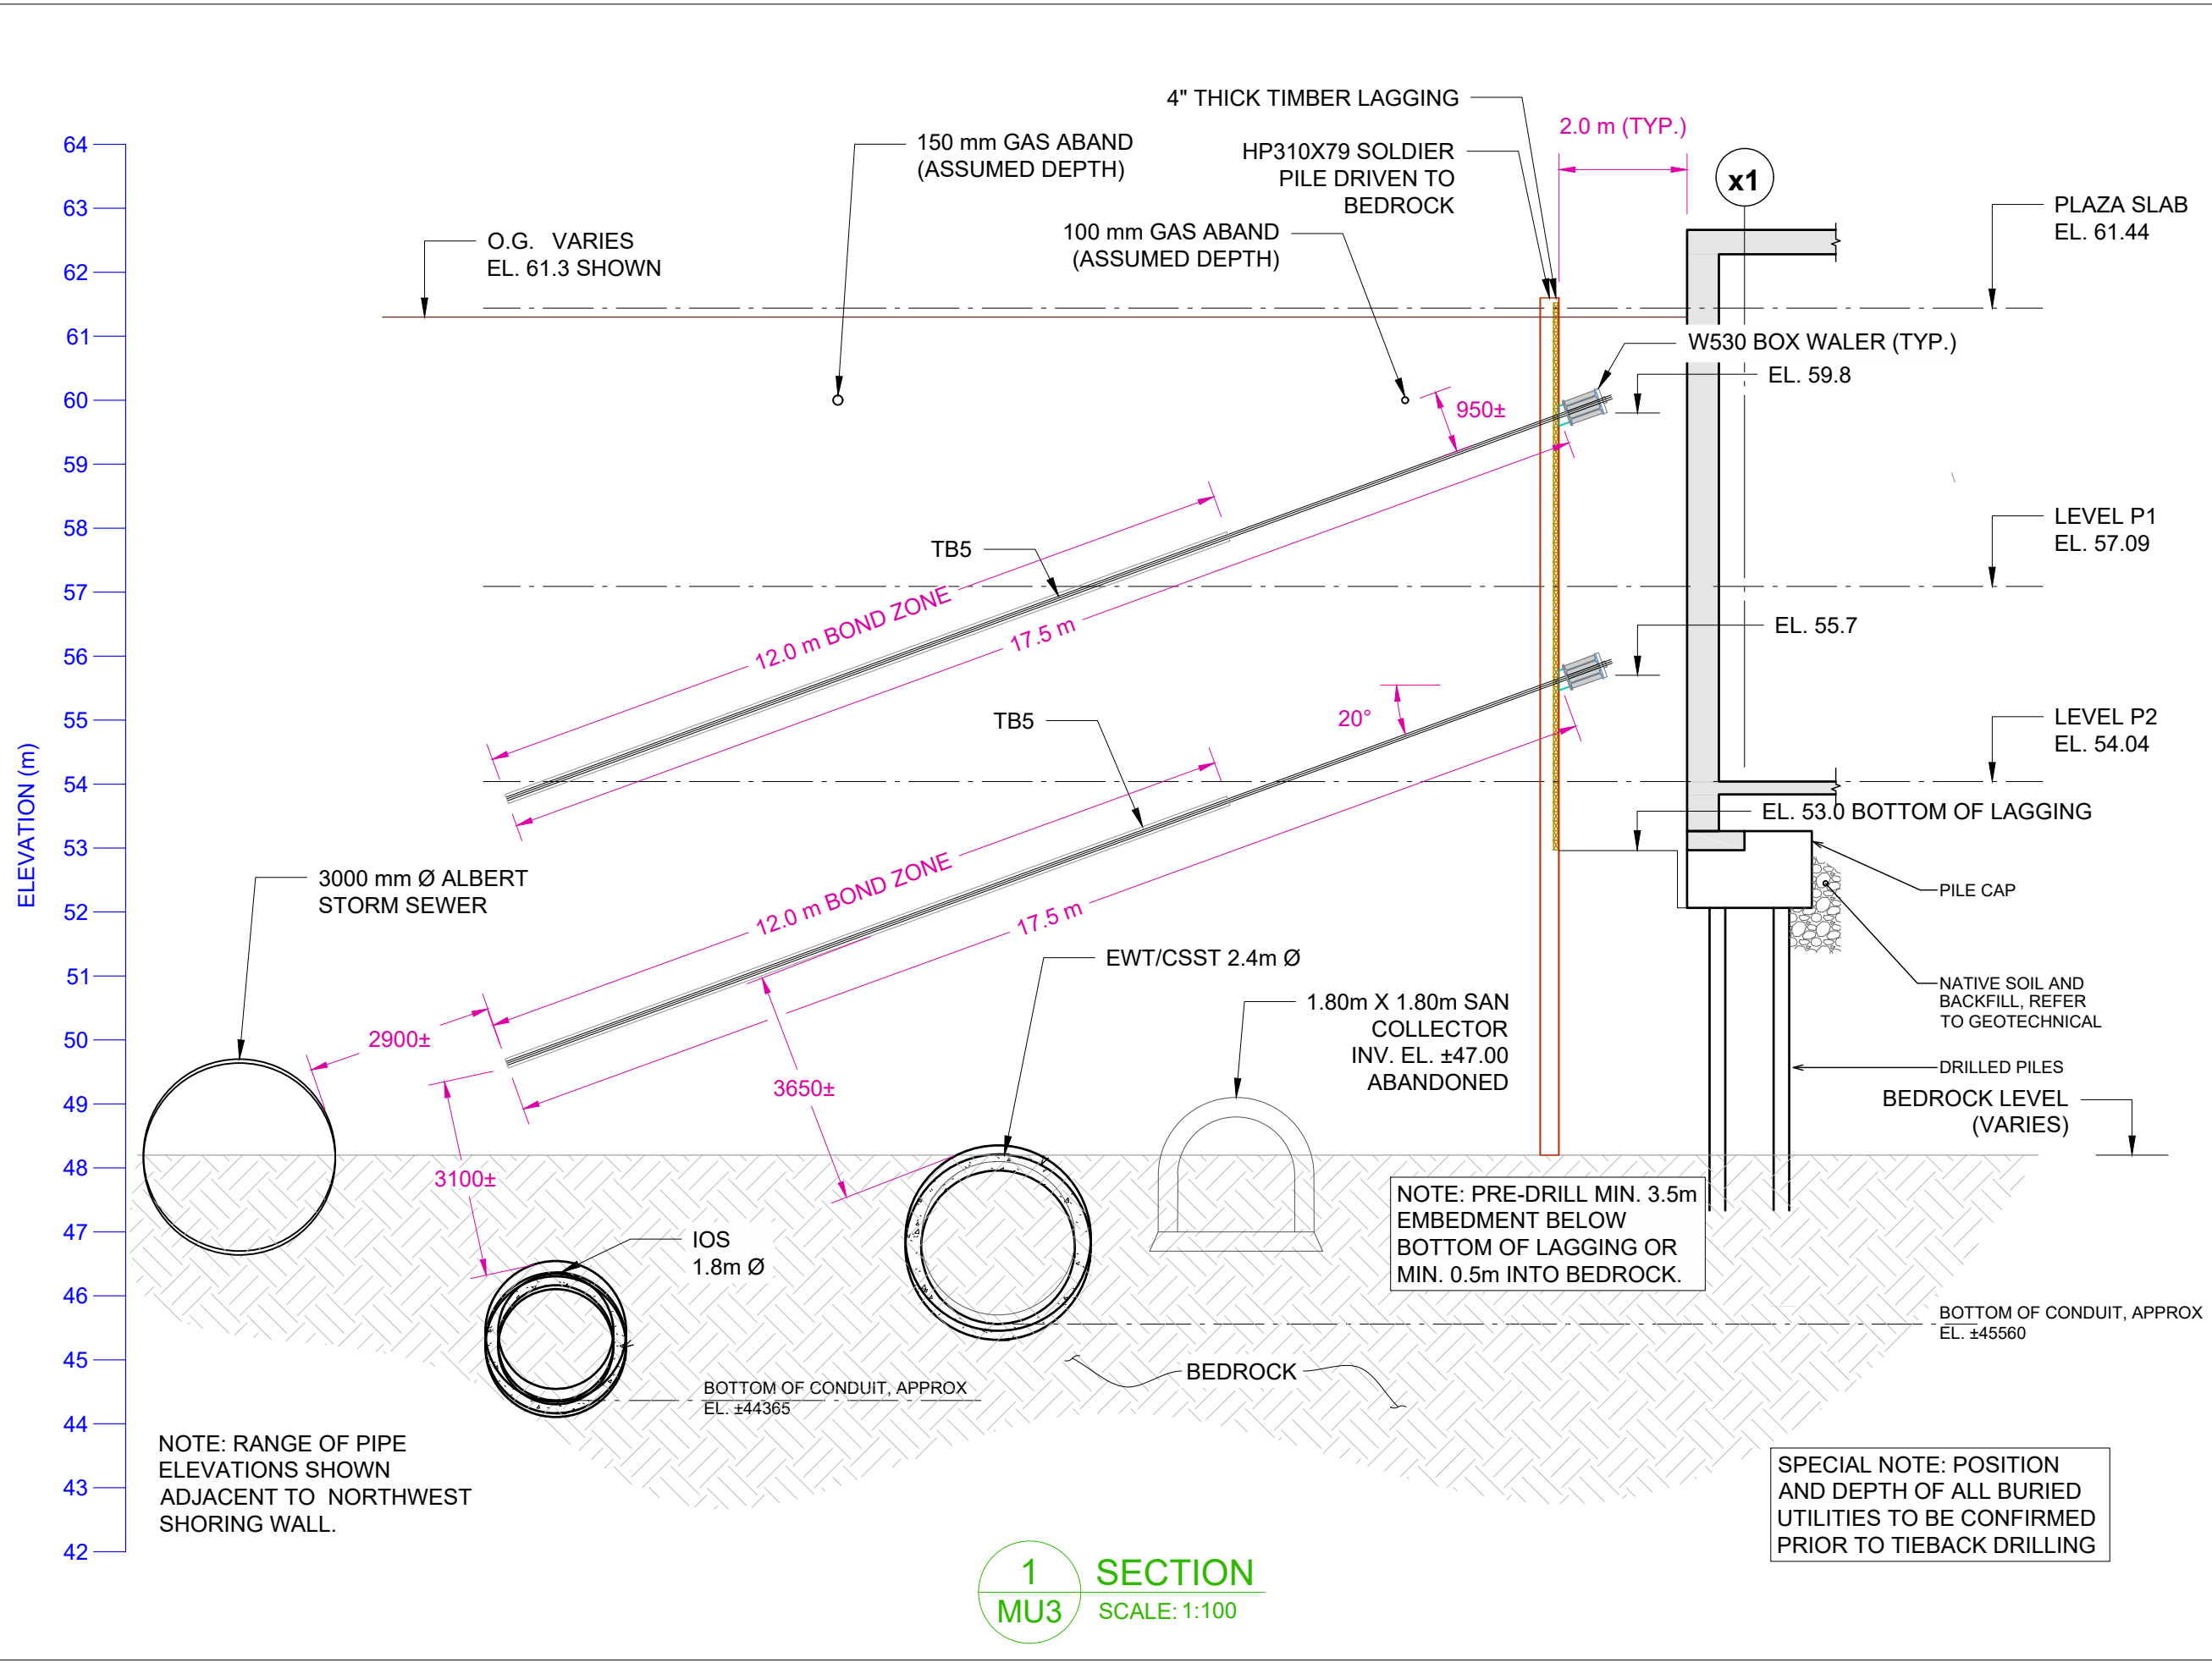 4" THICK TIMBER LAGGING
2.0 m (TYP.)
150 mm GAS ABAND
(ASSUMED DEPTH)
HP310X79 SOLDIER
PILE DRIVEN TO
BEDROCK
x1
PLAZA SLAB
EL. 61.44
O.G. VARIES
EL. 61.3 SHOWN
100 mm GAS ABAND
(ASSUMED DEPTH)
W530 BOX WALER (TYP.)
EL. 59.8
950±
LEVEL P1
EL. 57.09
TB5
12.0 m BOND ZONE
17.5 m
EL. 55.7
TB5
20°
LEVEL P2
EL. 54.04
EL. 53.0 BOTTOM OF LAGGING
3000 mm Ø ALBERT
STORM SEWER
12.0 m BOND ZONE
17.5 m
PILE CAP
EWT/CSST 2.4m Ø
1.80m X 1.80m SAN
COLLECTOR
INV. EL. ±47.00
ABANDONED
NATIVE SOIL AND
BACKFILL, REFER
TO GEOTECHNICAL
2900±
3650±
DRILLED PILES
BEDROCK LEVEL
(VARIES)
3100±
IOS
1.8m Ø
NOTE: PRE-DRILL MIN. 3.5m
EMBEDMENT BELOW
BOTTOM OF LAGGING OR
MIN. 0.5m INTO BEDROCK.
BOTTOM OF CONDUIT, APPROX
EL. ±45560
BEDROCK
BOTTOM OF CONDUIT, APPROX
EL. ±44365
NOTE: RANGE OF PIPE
ELEVATIONS SHOWN
ADJACENT TO NORTHWEST
SHORING WALL.
SPECIAL NOTE: POSITION
AND DEPTH OF ALL BURIED
UTILITIES TO BE CONFIRMED
PRIOR TO TIEBACK DRILLING
ELEVATION (m)
64
63
62
61
60
59
58
57
56
55
54
53
52
51
50
49
48
47
46
45
44
43
42
1
MU3
SECTION
SCALE: 1:100